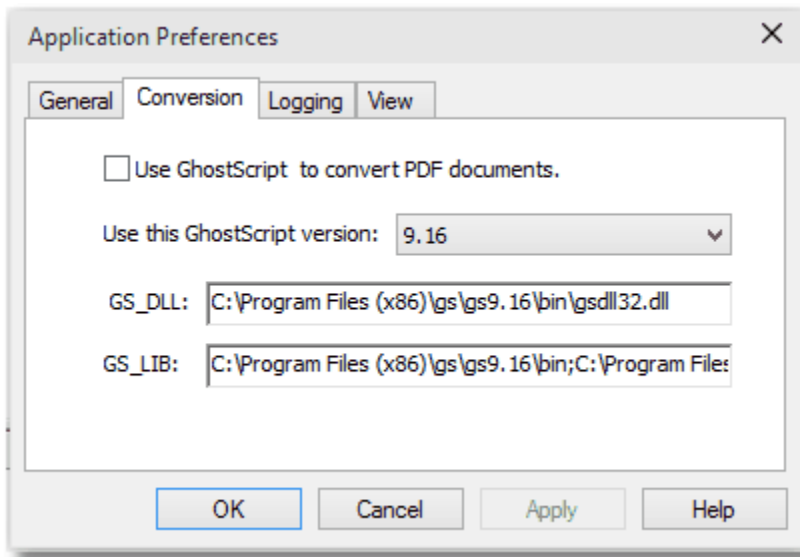 Application Preferences
General Conversion Logging View
Use GhostScript to convert PDF documents.
Use this GhostScript version: 9.16
GS_DLL: C:\Program Files (x86)\gs\gs9.16\bin\gsdll32.dll
GS_LIB: C:\Program Files (x86)\gs\gs9.16\bin;C:\Program Files
OK Cancel Apply Help